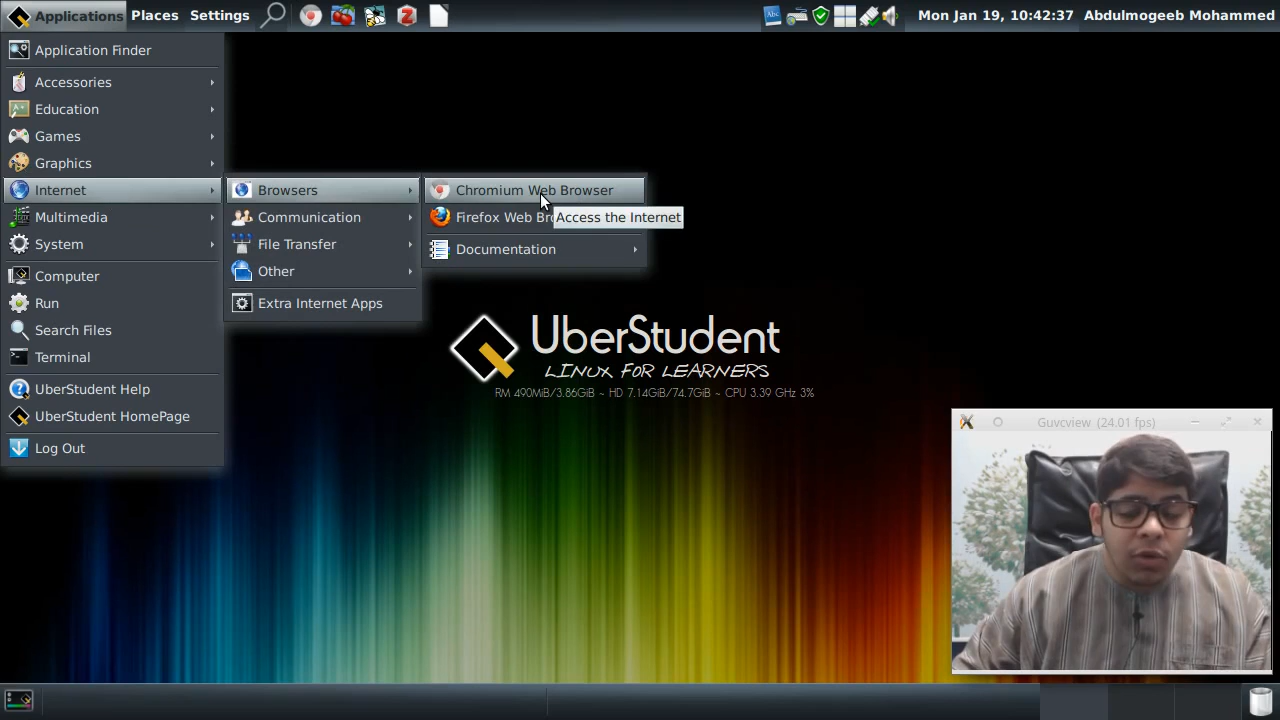 Applications Places Settings Mon Jan 19, 10:42:37 Abdulmogeeb Mohammed
Abc
Application Finder
Accessories
Education
Games
Graphics
Internet
Multimedia
System
Computer
Run
Search Files
Terminal
UberStudent Help
UberStudent HomePage
Log Out
Browsers
Communication
File Transfer
Other
Extra Internet Apps
Chromium Web Browser
Firefox Web Bro
Access the Internet
Documentation
UberStudent
LINUX FOR LEARNERS
RM 490MiB/3.86GiB ~ HD 7.14GiB/74.7GiB ~ CPU 3.39 GHz 3%
Guvcview (24.01 fps)